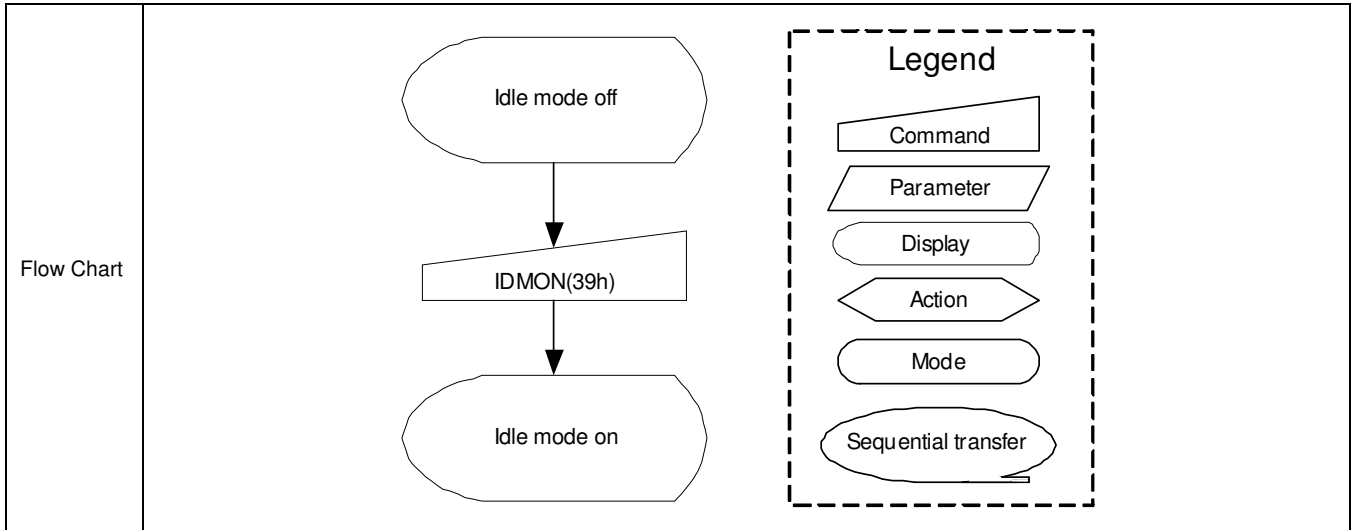 Flow Chart
Idle mode off
IDMON(39h)
Idle mode on
Legend
Command
Parameter
Display
Action
Mode
Sequential transfer